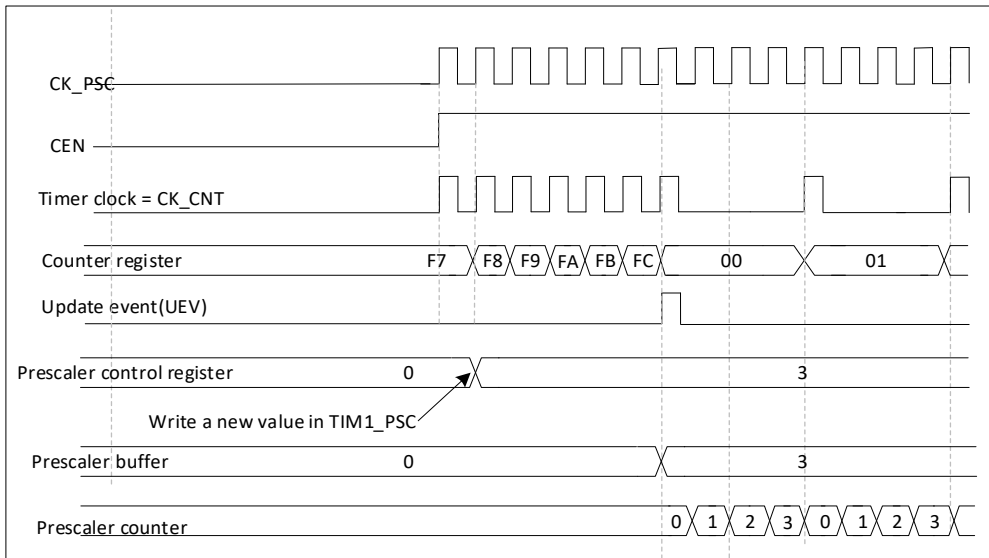 CK_PSC
CEN
Timer clock = CK_CNT
Counter register F7 F8 F9 FA FB FC 00 01
Update event(UEV)
Prescaler control register 0 3
Write a new value in TIM1_PSC
Prescaler buffer 0 3
Prescaler counter 0 1 2 3 0 1 2 3